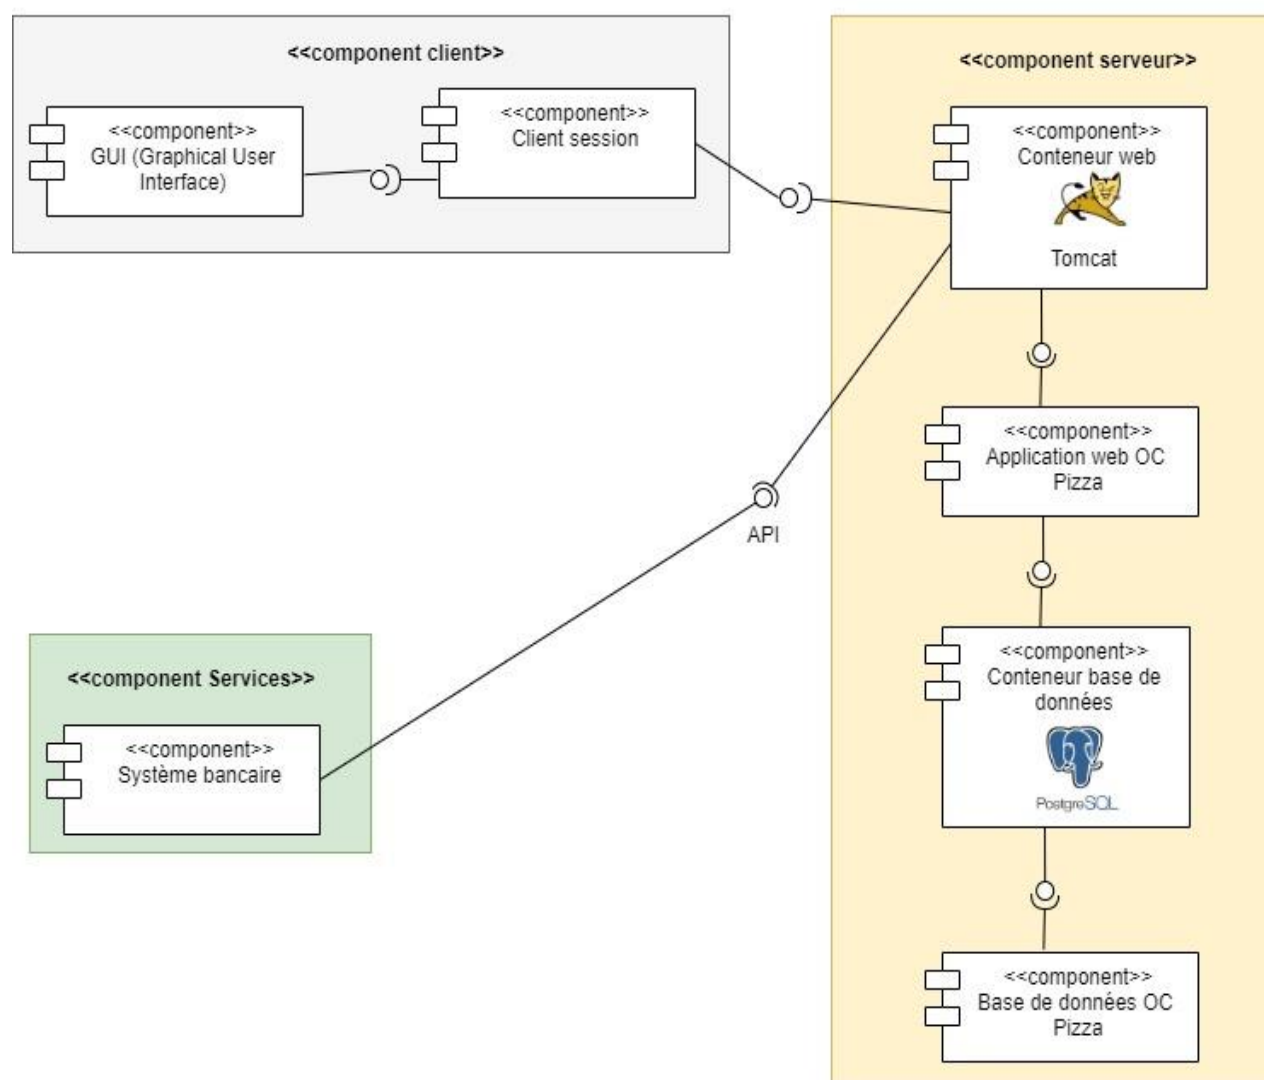 <<component client>>
<<component>>
GUI (Graphical User
Interface)
<<component>>
Client session
<<component serveur>>
<<component>>
Conteneur web
Tomcat
<<component>>
Application web OC
Pizza
API
<<component>>
Conteneur base de
données
PostgreSQL
<<component Services>>
<<component>>
Système bancaire
<<component>>
Base de données OC
Pizza